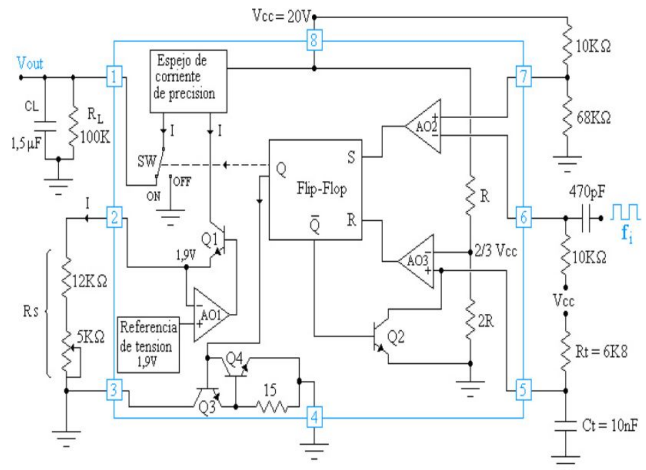 Vcc = 20V
Vout
CL
1,5µF
RL
100K
1
Espejo de
corriente
de precision
I
I
SW
ON
OFF
8
7
10KΩ
68KΩ
AO2
+
-
S
Q
Flip-Flop
Q̅
R
R
470pF
fi
6
10KΩ
Vcc
I
2
Q1
1,9V
AO1
-
+
AO3
-
+
2/3 Vcc
2R
Q2
Rs
12KΩ
5KΩ
Referencia
de tension
1,9V
Rt = 6K8
3
Q4
Q3
15
4
5
Ct = 10nF